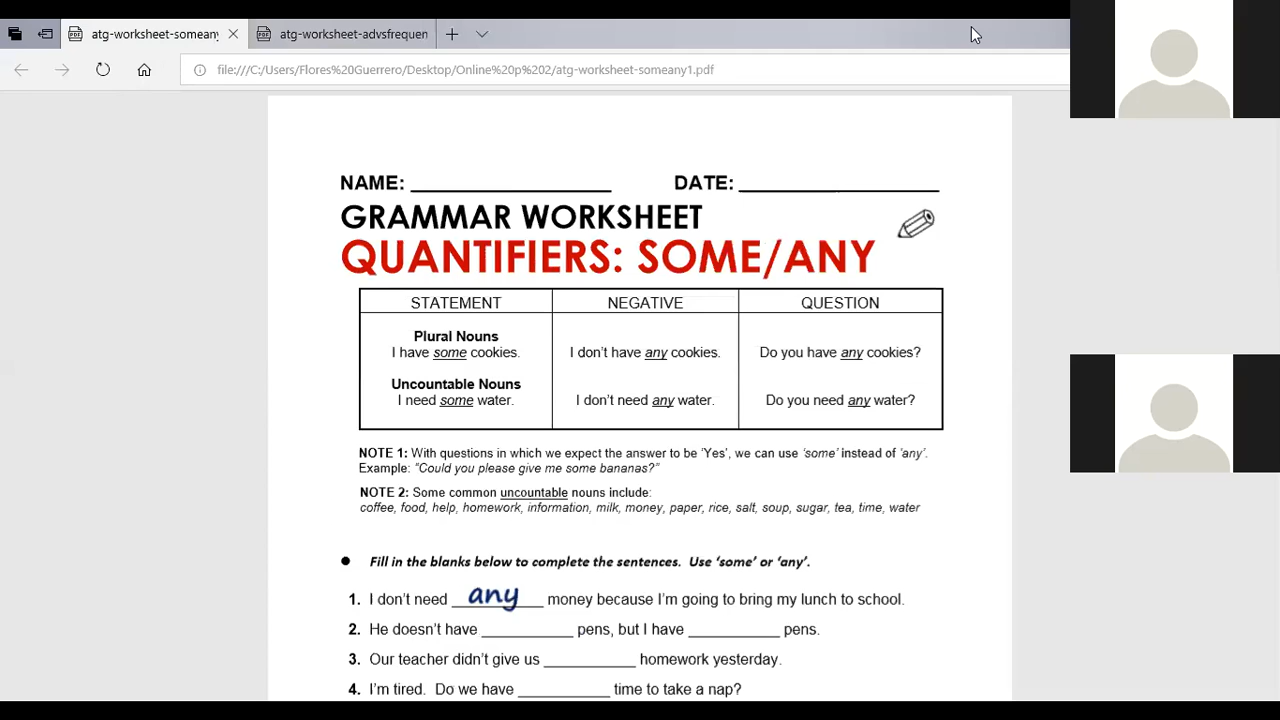 atg-worksheet-someany
atg-worksheet-advsfrequen
file:///C:/Users/Flores%20Guerrero/Desktop/Online%20p%202/atg-worksheet-someany1.pdf
NAME: ____________ DATE: ____________
GRAMMAR WORKSHEET
QUANTIFIERS: SOME/ANY
STATEMENT NEGATIVE QUESTION
Plural Nouns
I have some cookies. I don't have any cookies. Do you have any cookies?
Uncountable Nouns
I need some water. I don't need any water. Do you need any water?
NOTE 1: With questions in which we expect the answer to be 'Yes', we can use 'some' instead of 'any'.
Example: "Could you please give me some bananas?"
NOTE 2: Some common uncountable nouns include:
coffee, food, help, homework, information, milk, money, paper, rice, salt, soup, sugar, tea, time, water
● Fill in the blanks below to complete the sentences. Use 'some' or 'any'.
1. I don't need any money because I'm going to bring my lunch to school.
2. He doesn't have ____________ pens, but I have ____________ pens.
3. Our teacher didn't give us ____________ homework yesterday.
4. I'm tired. Do we have ____________ time to take a nap?